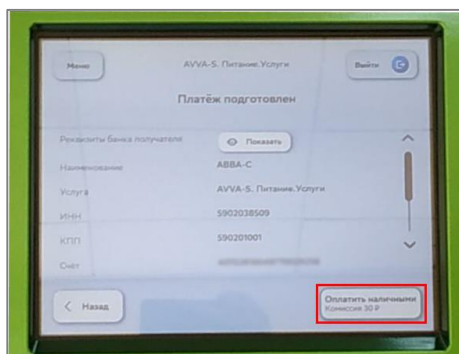 Меню
AVVA-S. Питание.Услуги
Выйти
Платёж подготовлен
Реквизиты банка получателя
Показать
Наименование
АВВА-С
Услуга
AVVA-S. Питание.Услуги
ИНН
5902038509
КПП
590201001
Счёт
Назад
Оплатить наличными
Комиссия 30 ₽